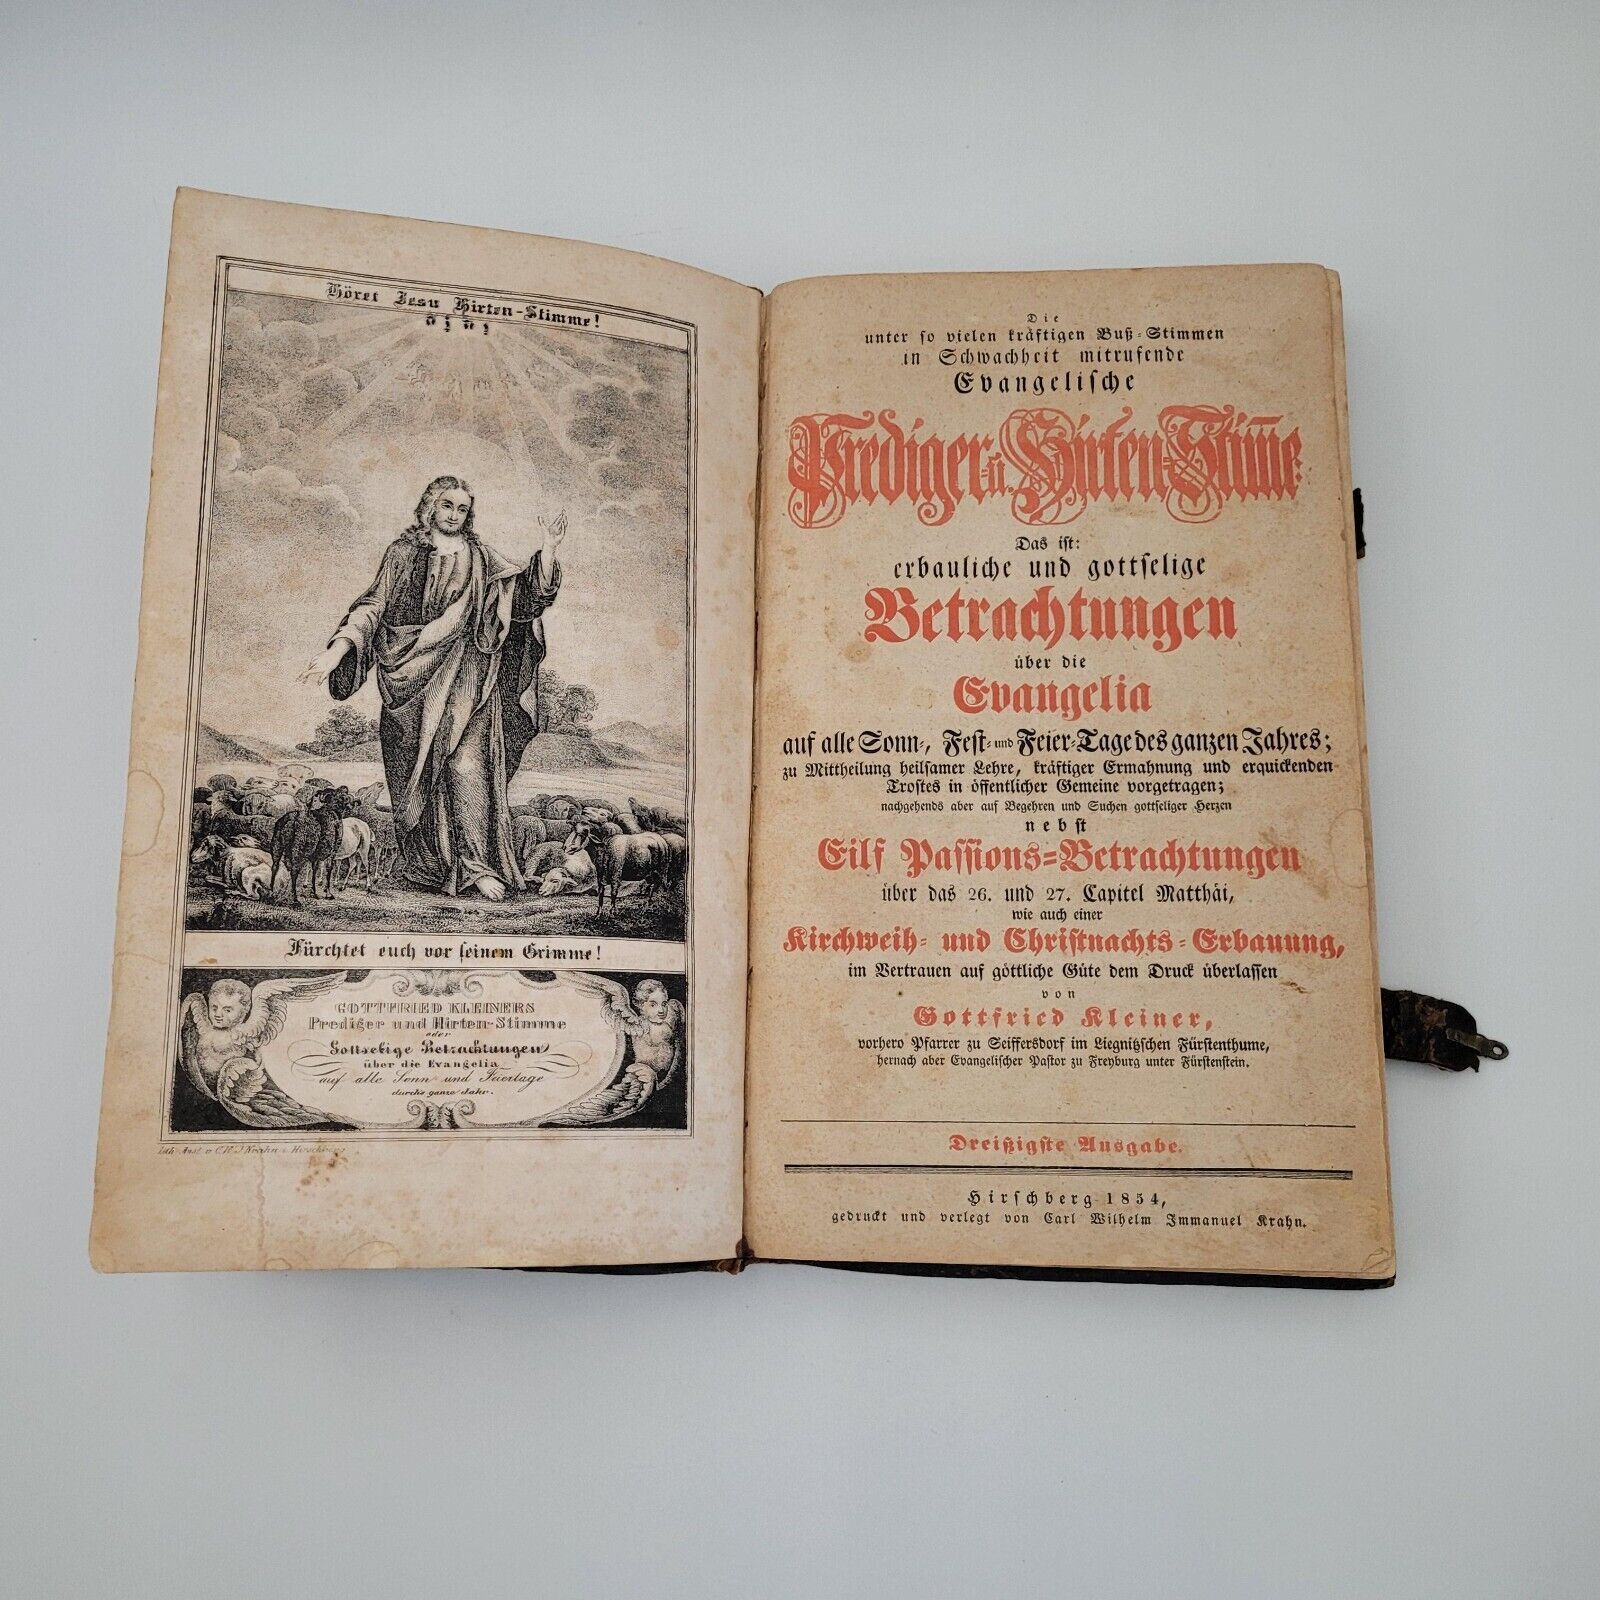 Höret Jesu Hirten-Stimme!
יהוה
Fürchtet euch vor seinem Grimme!
GOTTFRIED KLEINERS
Prediger und Hirten-Stimme
oder
Gottselige Betrachtungen
über die Evangelia
auf alle Sonn und Feiertage
durchs ganze Jahr.
Lith. Anst. v. C. W. J. Krahn i. Hirschberg
Die
unter so vielen kräftigen Buß-Stimmen
in Schwachheit mitrufende
Evangelische
Prediger- u. Hirten-Stim̄e:
Das ist:
erbauliche und gottselige
Betrachtungen
über die
Evangelia
auf alle Sonn-, Fest- und Feier-Tage des ganzen Jahres;
zu Mittheilung heilsamer Lehre, kräftiger Ermahnung und erquickenden
Trostes in öffentlicher Gemeine vorgetragen;
nachgehends aber auf Begehren und Suchen gottseliger Herzen
nebst
Eilf Passions-Betrachtungen
über das 26. und 27. Capitel Matthäi,
wie auch einer
Kirchweih- und Christnachts-Erbauung,
im Vertrauen auf göttliche Güte dem Druck überlassen
von
Gottfried Kleiner,
vorhero Pfarrer zu Seiffersdorf im Liegnitzschen Fürstenthume,
hernach aber Evangelischer Pastor zu Freyburg unter Fürstenstein.
Dreißigste Ausgabe.
Hirschberg 1854,
gedruckt und verlegt von Carl Wilhelm Immanuel Krahn.